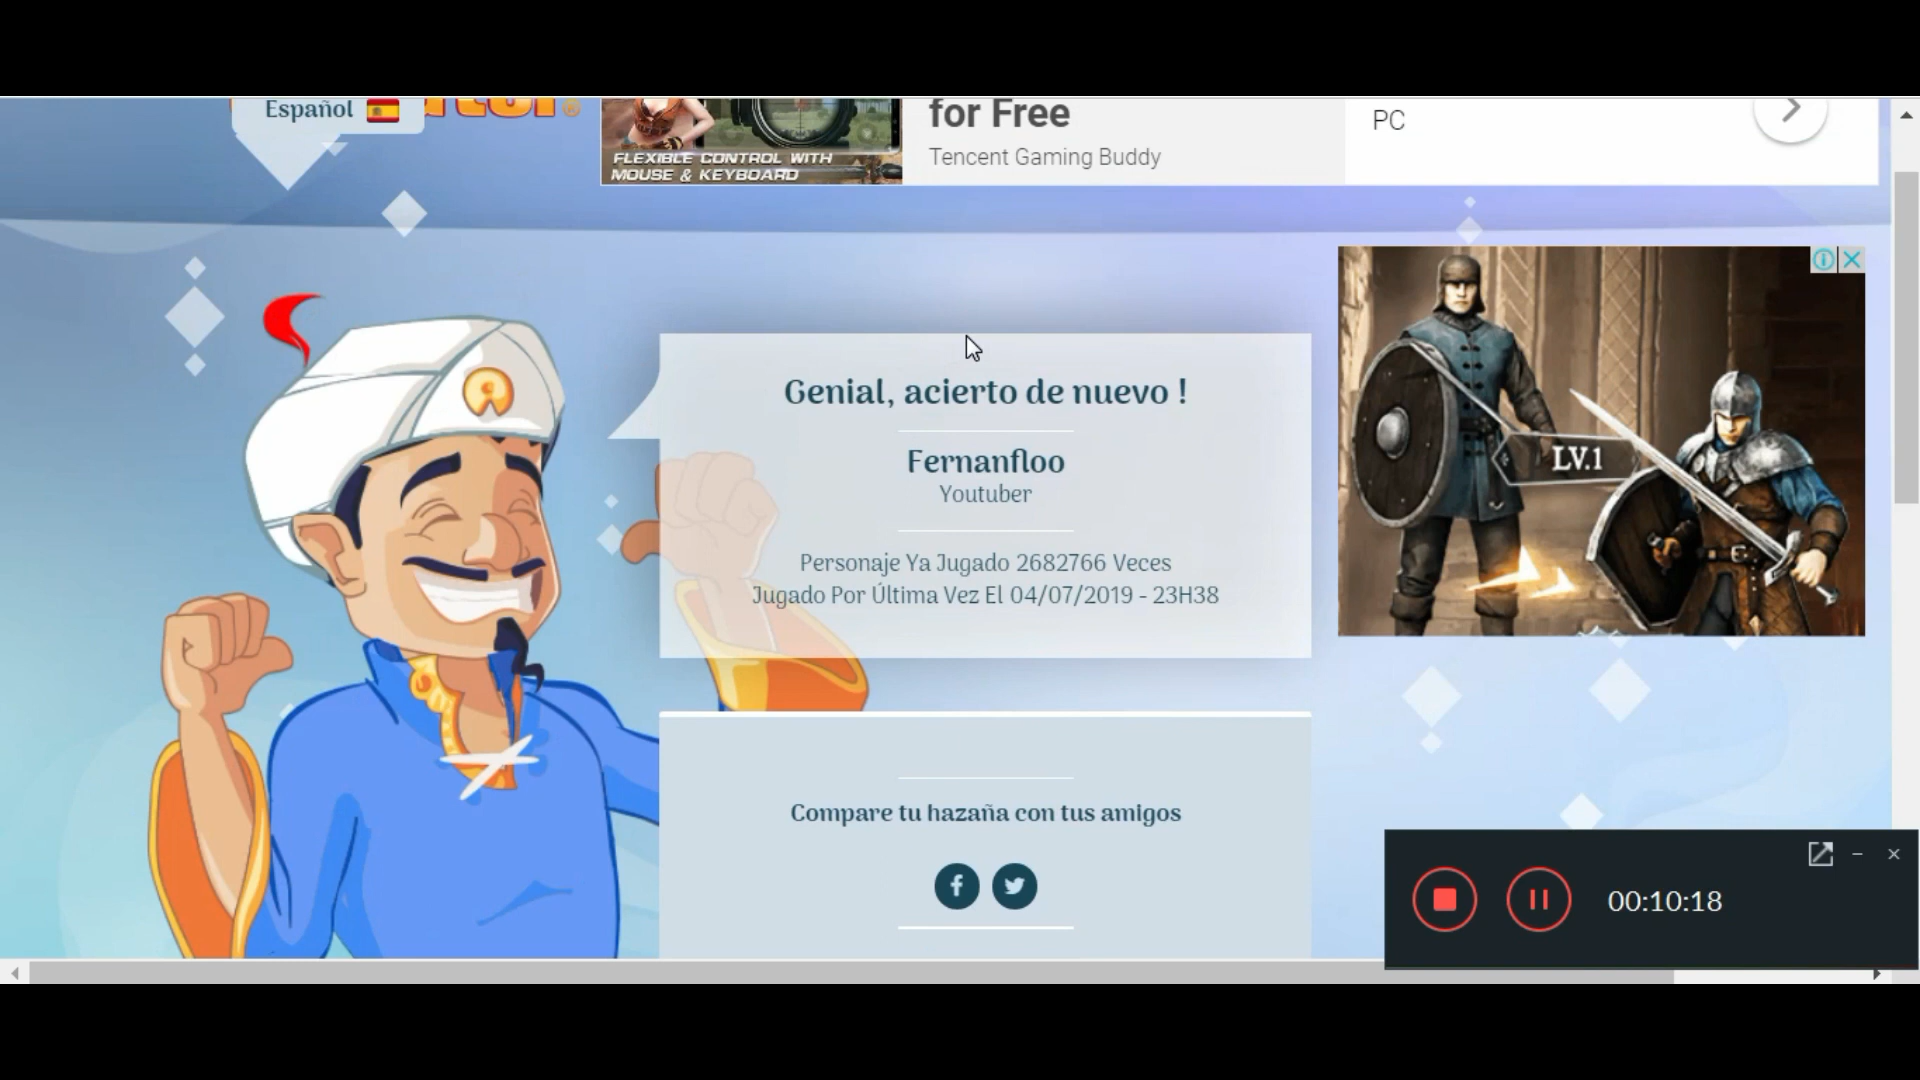 Español
for Free
PC
Tencent Gaming Buddy
FLEXIBLE CONTROL WITH
MOUSE & KEYBOARD
Genial, acierto de nuevo !
Fernanfloo
Youtuber
Personaje Ya Jugado 2682766 Veces
Jugado Por Última Vez El 04/07/2019 - 23H38
LV.1
Compare tu hazaña con tus amigos
00:10:18